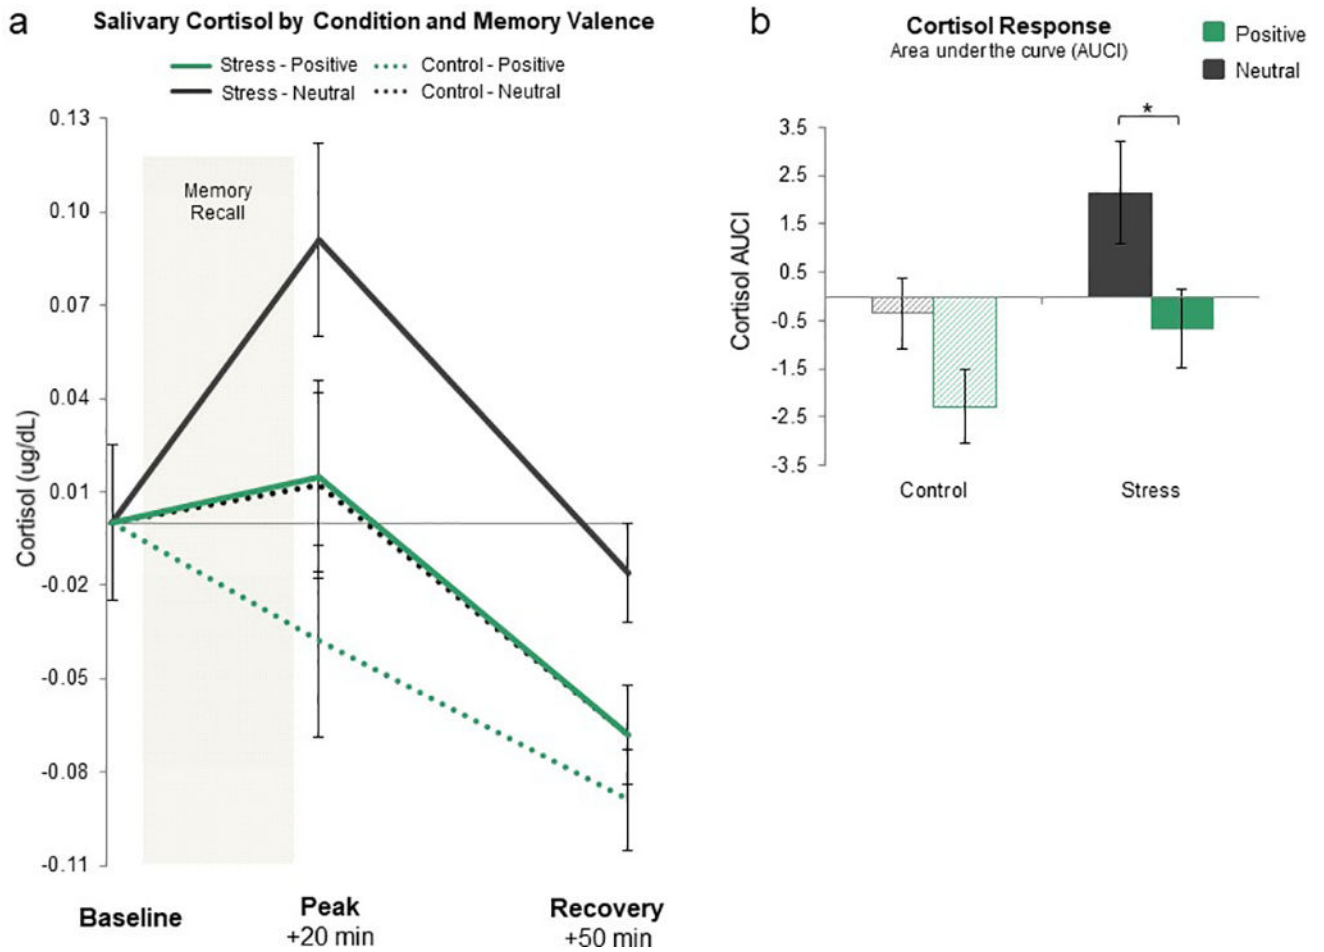 a
Salivary Cortisol by Condition and Memory Valence
Stress - Positive
Control - Positive
Stress - Neutral
Control - Neutral
Cortisol (ug/dL)
0.13
0.10
0.07
0.04
0.01
-0.02
-0.05
-0.08
-0.11
Memory
Recall
Baseline
Peak
+20 min
Recovery
+50 min
b
Cortisol Response
Area under the curve (AUCI)
Positive
Neutral
Cortisol AUCI
3.5
2.5
1.5
0.5
-0.5
-1.5
-2.5
-3.5
*
Control
Stress